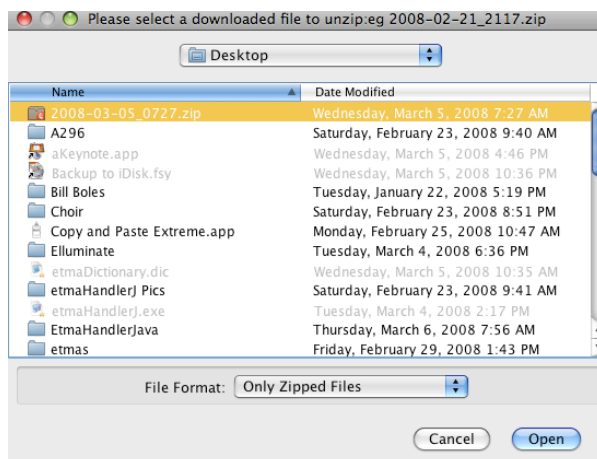 Please select a downloaded file to unzip:eg 2008-02-21_2117.zip
Desktop
Name Date Modified
2008-03-05_0727.zip Wednesday, March 5, 2008 7:27 AM
A296 Saturday, February 23, 2008 9:40 AM
aKeynote.app Wednesday, March 5, 2008 4:46 PM
Backup to iDisk.fsy Wednesday, March 5, 2008 10:36 PM
Bill Boles Tuesday, January 22, 2008 5:19 PM
Choir Saturday, February 23, 2008 8:51 PM
Copy and Paste Extreme.app Monday, February 25, 2008 10:47 AM
Elluminate Tuesday, March 4, 2008 6:36 PM
etmaDictionary.dic Wednesday, March 5, 2008 10:35 AM
etmaHandlerJ Pics Saturday, February 23, 2008 9:41 AM
etmaHandlerJ.exe Tuesday, March 4, 2008 2:17 PM
EtmaHandlerJava Thursday, March 6, 2008 7:56 AM
etmas Friday, February 29, 2008 1:43 PM
File Format: Only Zipped Files
Cancel Open